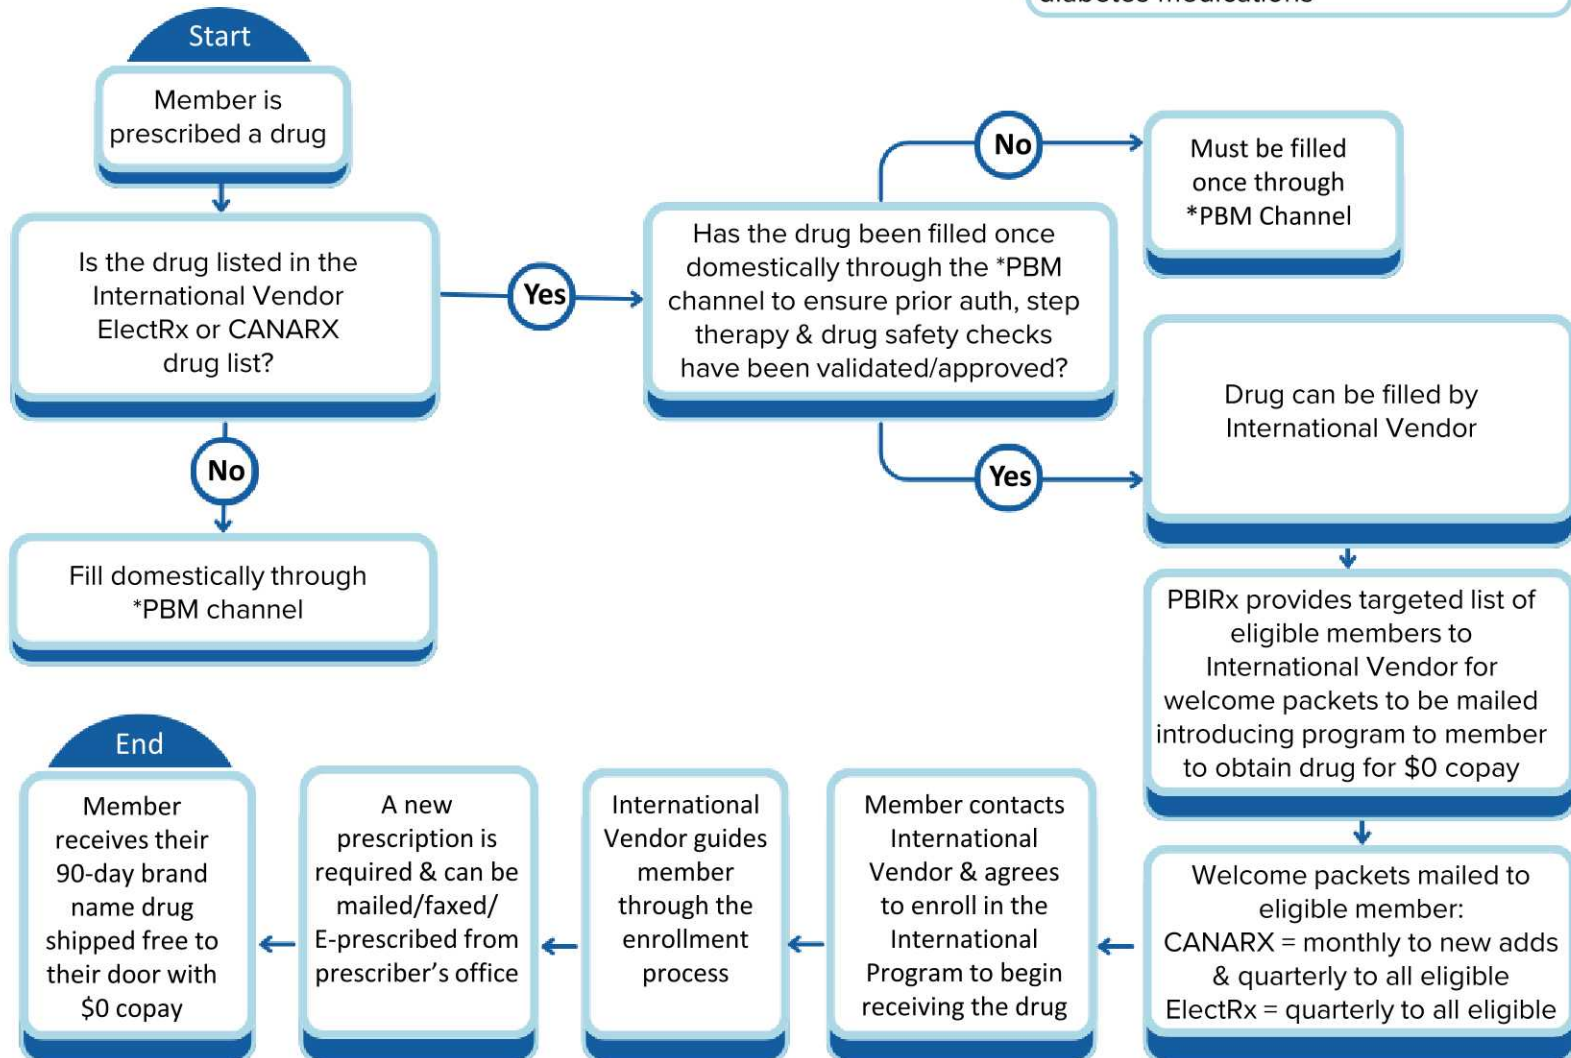 diabetes medications
Start
Member is
prescribed a drug
Is the drug listed in the
International Vendor
ElectRx or CANARX
drug list?
Yes
No
Fill domestically through
*PBM channel
Has the drug been filled once
domestically through the *PBM
channel to ensure prior auth, step
therapy & drug safety checks
have been validated/approved?
No
Must be filled
once through
*PBM Channel
Yes
Drug can be filled by
International Vendor
PBIRx provides targeted list of
eligible members to
International Vendor for
welcome packets to be mailed
introducing program to member
to obtain drug for $0 copay
Welcome packets mailed to
eligible member:
CANARX = monthly to new adds
& quarterly to all eligible
ElectRx = quarterly to all eligible
Member contacts
International
Vendor & agrees
to enroll in the
International
Program to begin
receiving the drug
International
Vendor guides
member
through the
enrollment
process
A new
prescription is
required & can be
mailed/faxed/
E-prescribed from
prescriber’s office
End
Member
receives their
90-day brand
name drug
shipped free to
their door with
$0 copay